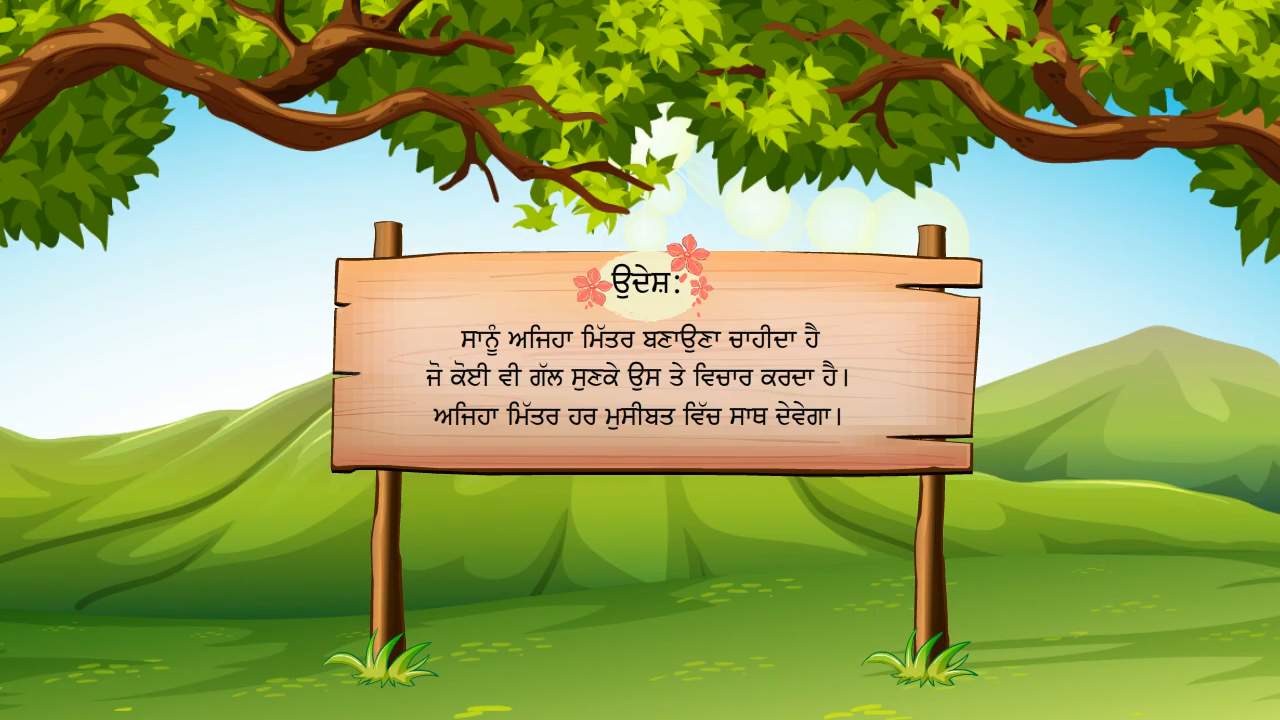 ਉਦੇਸ਼:
ਸਾਨੂੰ ਅਜਿਹਾ ਮਿੱਤਰ ਬਣਾਉਣਾ ਚਾਹੀਦਾ ਹੈ
ਜੋ ਕੋਈ ਵੀ ਗੱਲ ਸੁਣਕੇ ਉਸ ਤੇ ਵਿਚਾਰ ਕਰਦਾ ਹੈ।
ਅਜਿਹਾ ਮਿੱਤਰ ਹਰ ਮੁਸੀਬਤ ਵਿੱਚ ਸਾਥ ਦੇਵੇਗਾ।